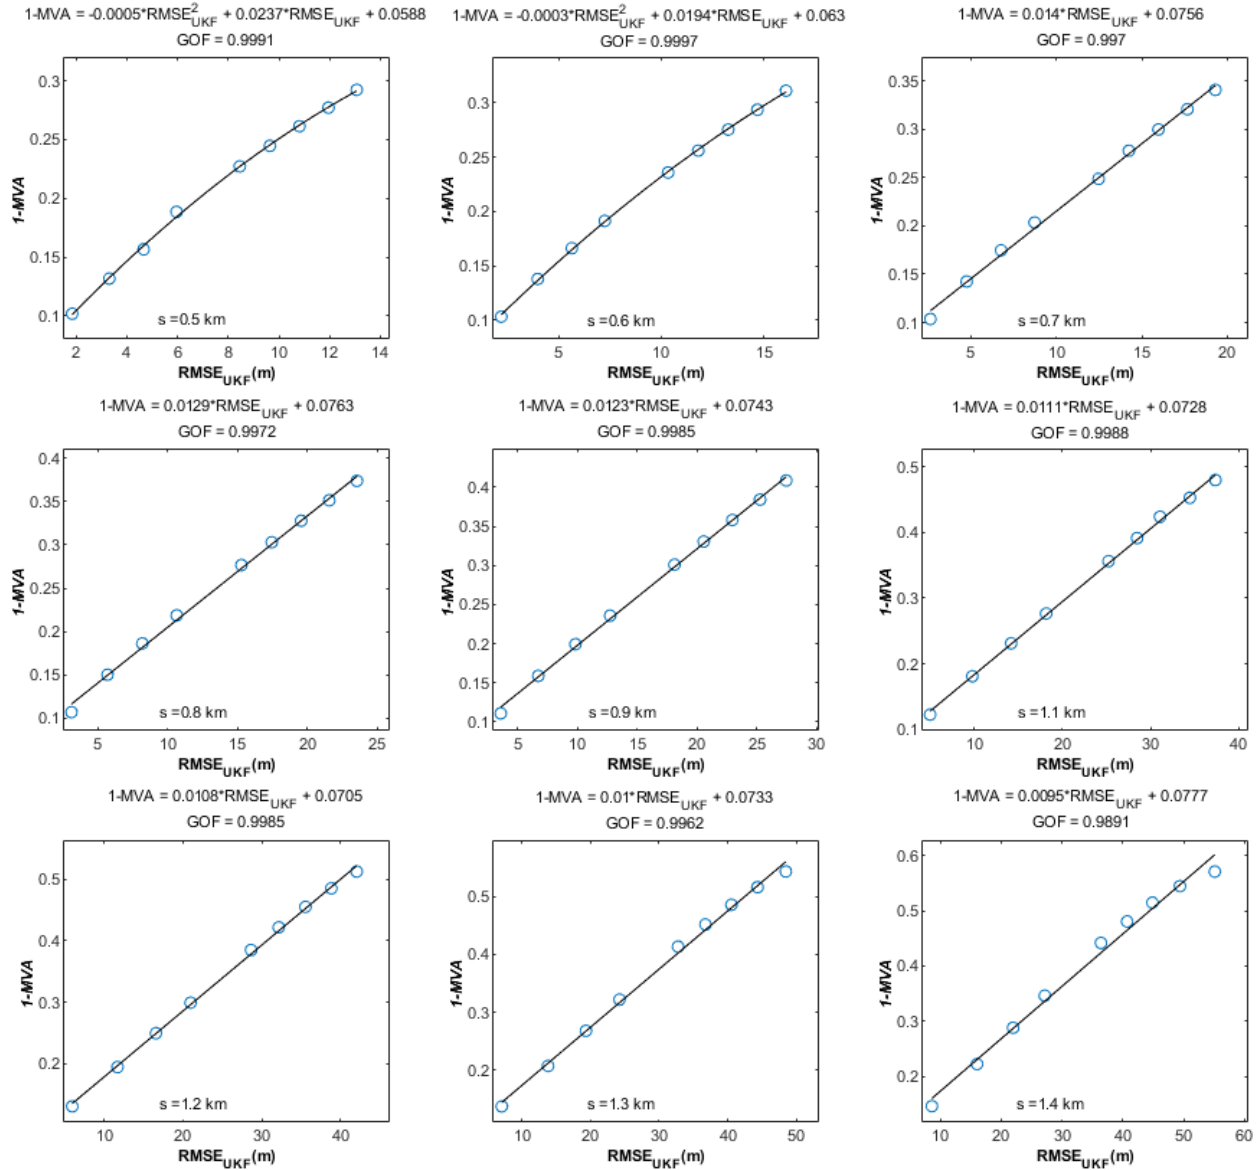 1-MVA = -0.0005*RMSE²UKF + 0.0237*RMSEUKF + 0.0588
GOF = 0.9991
0.3
0.25
0.2
0.15
0.1
1-MVA
s =0.5 km
2 4 6 8 10 12 14
RMSEUKF(m)
1-MVA = -0.0003*RMSE²UKF + 0.0194*RMSEUKF + 0.063
GOF = 0.9997
0.3
0.25
0.2
0.15
0.1
1-MVA
s =0.6 km
5 10 15
RMSEUKF(m)
1-MVA = 0.014*RMSEUKF + 0.0756
GOF = 0.997
0.35
0.3
0.25
0.2
0.15
0.1
1-MVA
s =0.7 km
5 10 15 20
RMSEUKF(m)
1-MVA = 0.0129*RMSEUKF + 0.0763
GOF = 0.9972
0.4
0.35
0.3
0.25
0.2
0.15
0.1
1-MVA
s =0.8 km
5 10 15 20 25
RMSEUKF(m)
1-MVA = 0.0123*RMSEUKF + 0.0743
GOF = 0.9985
0.4
0.35
0.3
0.25
0.2
0.15
0.1
1-MVA
s =0.9 km
5 10 15 20 25 30
RMSEUKF(m)
1-MVA = 0.0111*RMSEUKF + 0.0728
GOF = 0.9988
0.5
0.4
0.3
0.2
0.1
1-MVA
s =1.1 km
10 20 30 40
RMSEUKF(m)
1-MVA = 0.0108*RMSEUKF + 0.0705
GOF = 0.9985
0.5
0.4
0.3
0.2
1-MVA
s =1.2 km
10 20 30 40
RMSEUKF(m)
1-MVA = 0.01*RMSEUKF + 0.0733
GOF = 0.9962
0.5
0.4
0.3
0.2
1-MVA
s =1.3 km
10 20 30 40 50
RMSEUKF(m)
1-MVA = 0.0095*RMSEUKF + 0.0777
GOF = 0.9891
0.6
0.5
0.4
0.3
0.2
1-MVA
s =1.4 km
10 20 30 40 50 60
RMSEUKF(m)